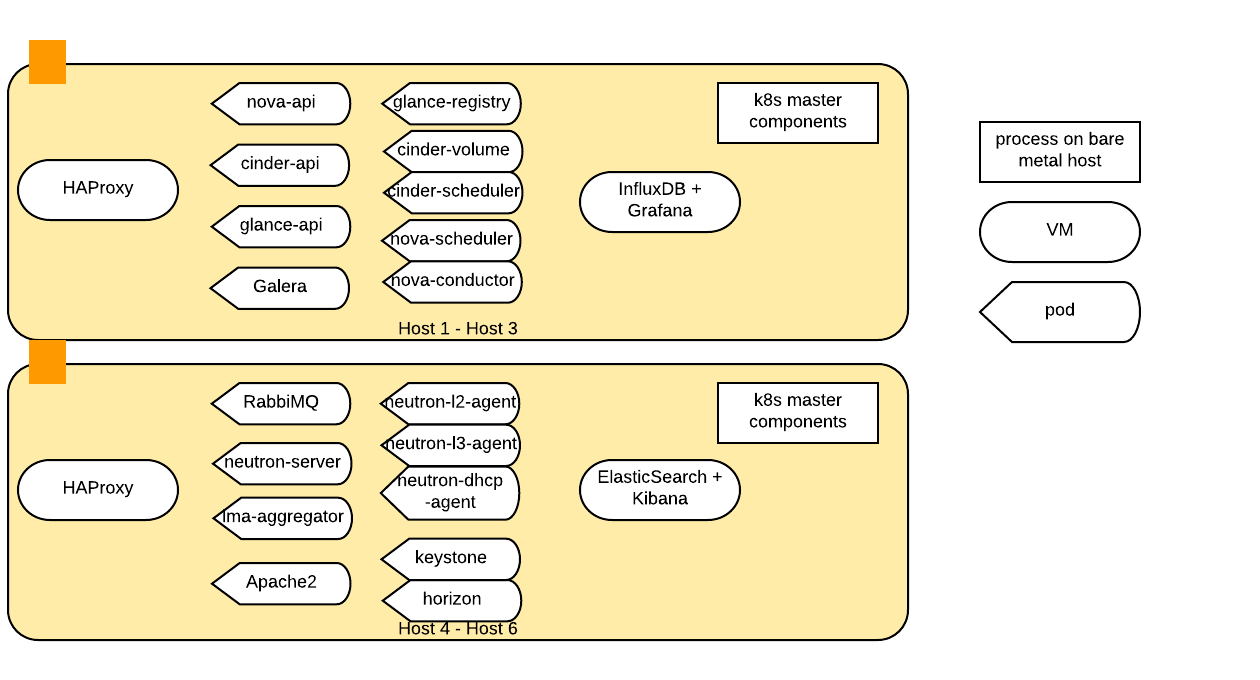 nova-api
cinder-api
glance-api
Galera
HAProxy
glance-registry
cinder-volume
cinder-scheduler
nova-scheduler
nova-conductor
InfluxDB +
Grafana
k8s master
components
Host 1 - Host 3
RabbiMQ
neutron-server
lma-aggregator
Apache2
HAProxy
neutron-l2-agent
neutron-l3-agent
neutron-dhcp
-agent
keystone
horizon
ElasticSearch +
Kibana
k8s master
components
Host 4 - Host 6
process on bare
metal host
VM
pod